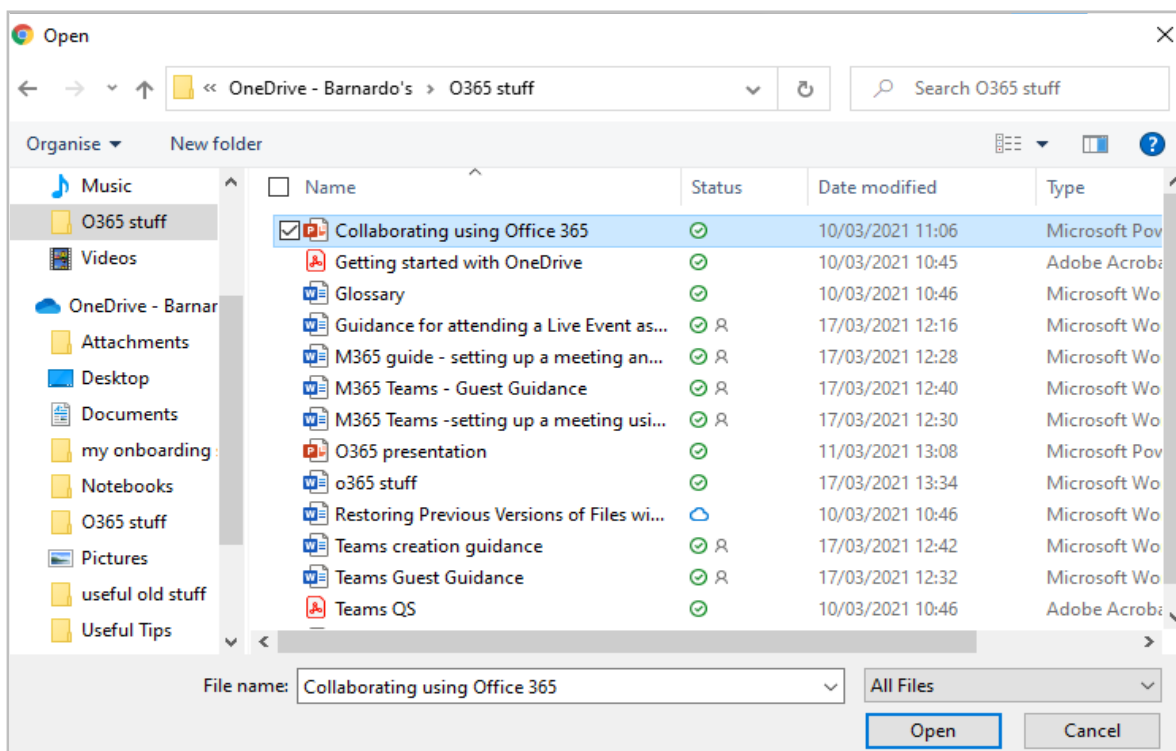 Open
« OneDrive - Barnardo's › O365 stuff
Search O365 stuff
Organise
New folder
Music
O365 stuff
Videos
OneDrive - Barnar
Attachments
Desktop
Documents
my onboarding
Notebooks
O365 stuff
Pictures
useful old stuff
Useful Tips
Name Status Date modified Type
Collaborating using Office 365 10/03/2021 11:06 Microsoft Pov
Getting started with OneDrive 10/03/2021 10:45 Adobe Acroba
Glossary 10/03/2021 10:46 Microsoft Wo
Guidance for attending a Live Event as... 17/03/2021 12:16 Microsoft Wo
M365 guide - setting up a meeting an... 17/03/2021 12:28 Microsoft Wo
M365 Teams - Guest Guidance 17/03/2021 12:40 Microsoft Wo
M365 Teams -setting up a meeting usi... 17/03/2021 12:30 Microsoft Wo
O365 presentation 11/03/2021 13:08 Microsoft Pov
o365 stuff 17/03/2021 13:34 Microsoft Wo
Restoring Previous Versions of Files wi... 10/03/2021 10:46 Microsoft Wo
Teams creation guidance 17/03/2021 12:42 Microsoft Wo
Teams Guest Guidance 17/03/2021 12:32 Microsoft Wo
Teams QS 10/03/2021 10:46 Adobe Acroba
File name: Collaborating using Office 365 All Files
Open Cancel